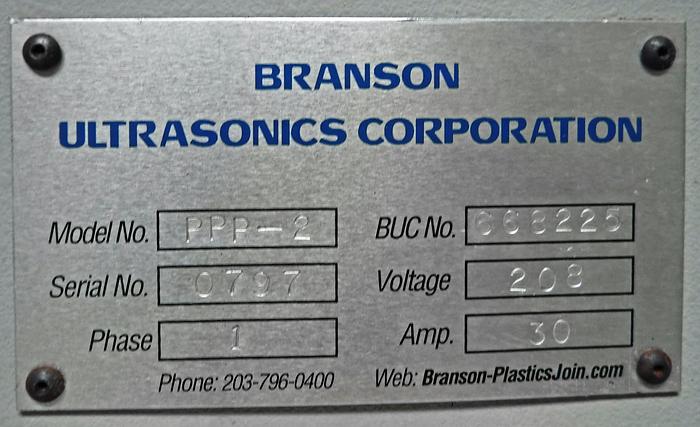 BRANSON
ULTRASONICS CORPORATION
Model No. PPP-2 BUC No. 668225
Serial No. 0797 Voltage 208
Phase 1 Amp. 30
Phone: 203-796-0400 Web: Branson-PlasticsJoin.com